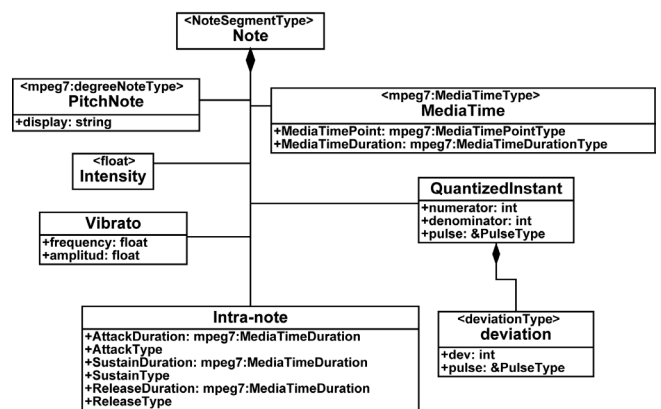 <NoteSegmentType>
Note
<mpeg7:degreeNoteType>
PitchNote
+display: string
<mpeg7:MediaTimeType>
MediaTime
+MediaTimePoint: mpeg7:MediaTimePointType
+MediaTimeDuration: mpeg7:MediaTimeDurationType
<float>
Intensity
QuantizedInstant
+numerator: int
+denominator: int
+pulse: &PulseType
Vibrato
+frequency: float
+amplitud: float
Intra-note
+AttackDuration: mpeg7:MediaTimeDuration
+AttackType
+SustainDuration: mpeg7:MediaTimeDuration
+SustainType
+ReleaseDuration: mpeg7:MediaTimeDuration
+ReleaseType
<deviationType>
deviation
+dev: int
+pulse: &PulseType